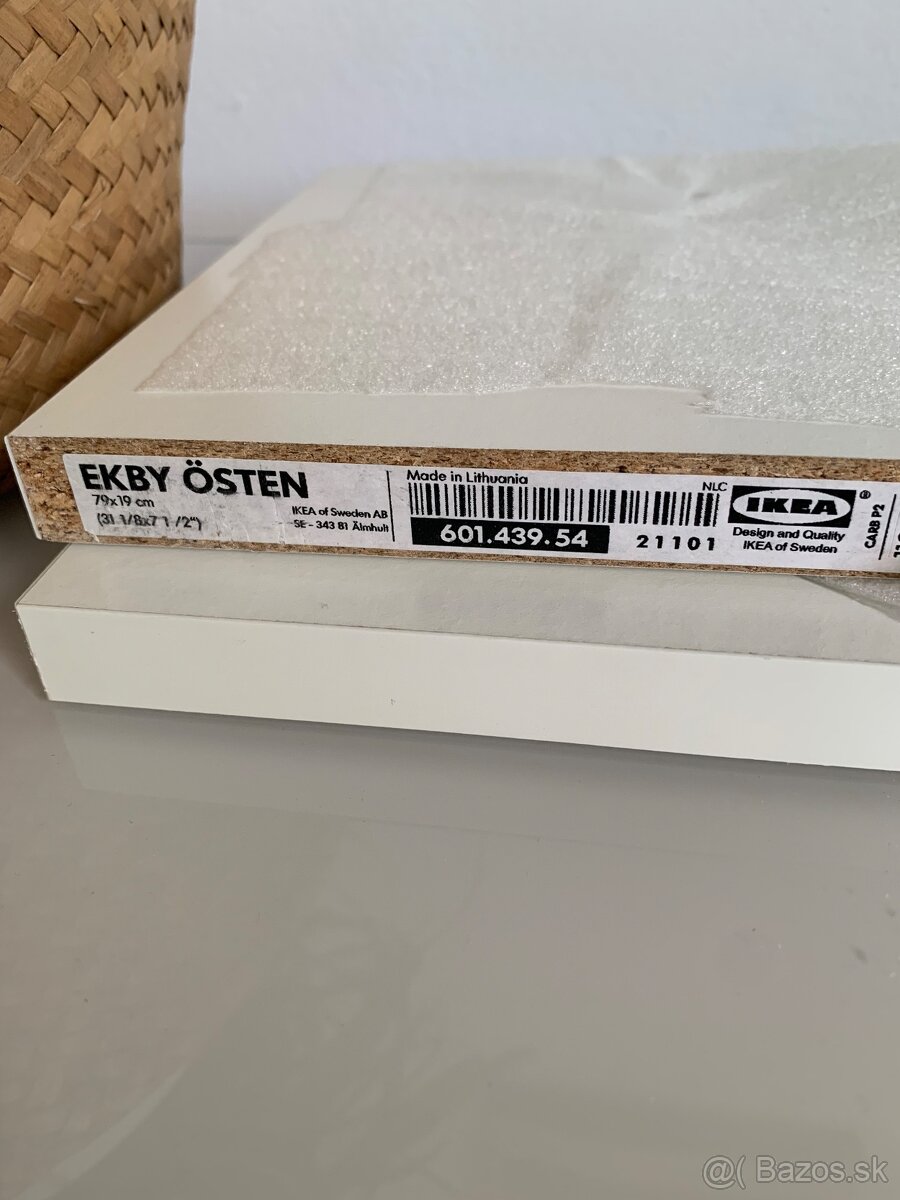 EKBY ÖSTEN
79x19 cm
(31 1/8x7 1/2")
IKEA of Sweden AB
SE - 343 81 Älmhult
Made in Lithuania
NLC
601.439.54
21101
IKEA®
Design and Quality
IKEA of Sweden
CARB P2
@( Bazos.sk